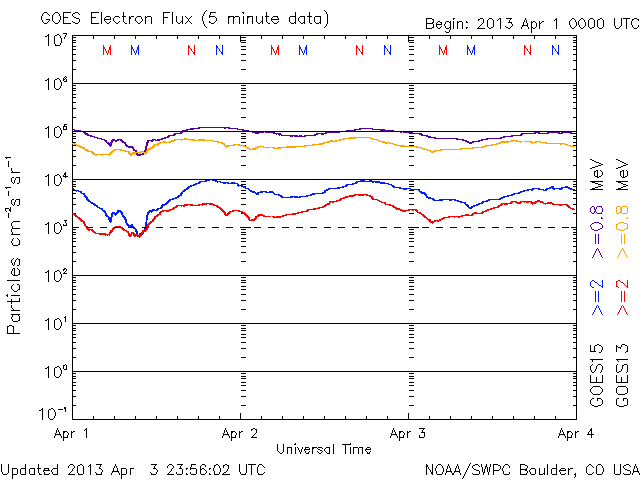 GOES Electron Flux (5 minute data)
Begin: 2013 Apr 1 0000 UTC
10⁷
M M N N M M N N M M N N
10⁶
10⁵
10⁴
10³
10²
10¹
10⁰
10⁻¹
Particles cm⁻²s⁻¹sr⁻¹
Apr 1 Apr 2 Apr 3 Apr 4
Universal Time
GOES15 >=2 >=0.8 MeV
GOES13 >=2 >=0.8 MeV
Updated 2013 Apr 3 23:56:02 UTC
NOAA/SWPC Boulder, CO USA